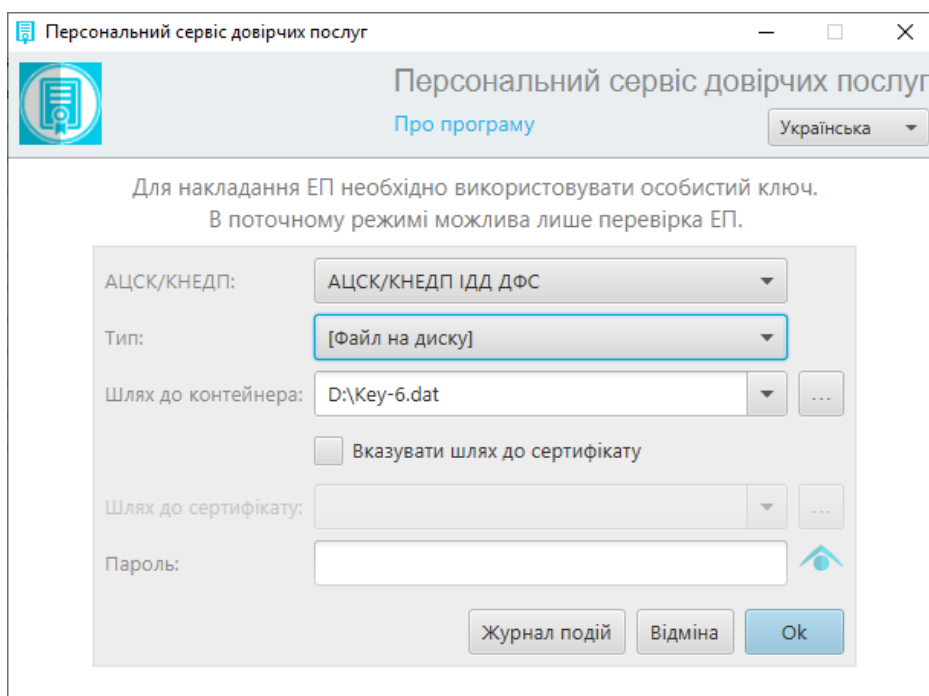 Персональний сервіс довірчих послуг
Персональний сервіс довірчих послуг
Про програму
Українська
Для накладання ЕП необхідно використовувати особистий ключ.
В поточному режимі можлива лише перевірка ЕП.
АЦСК/КНЕДП: АЦСК/КНЕДП ІДД ДФС
Тип: [Файл на диску]
Шлях до контейнера: D:\Key-6.dat ...
Вказувати шлях до сертифікату
Шлях до сертифікату: ...
Пароль:
Журнал подій Відміна Ok